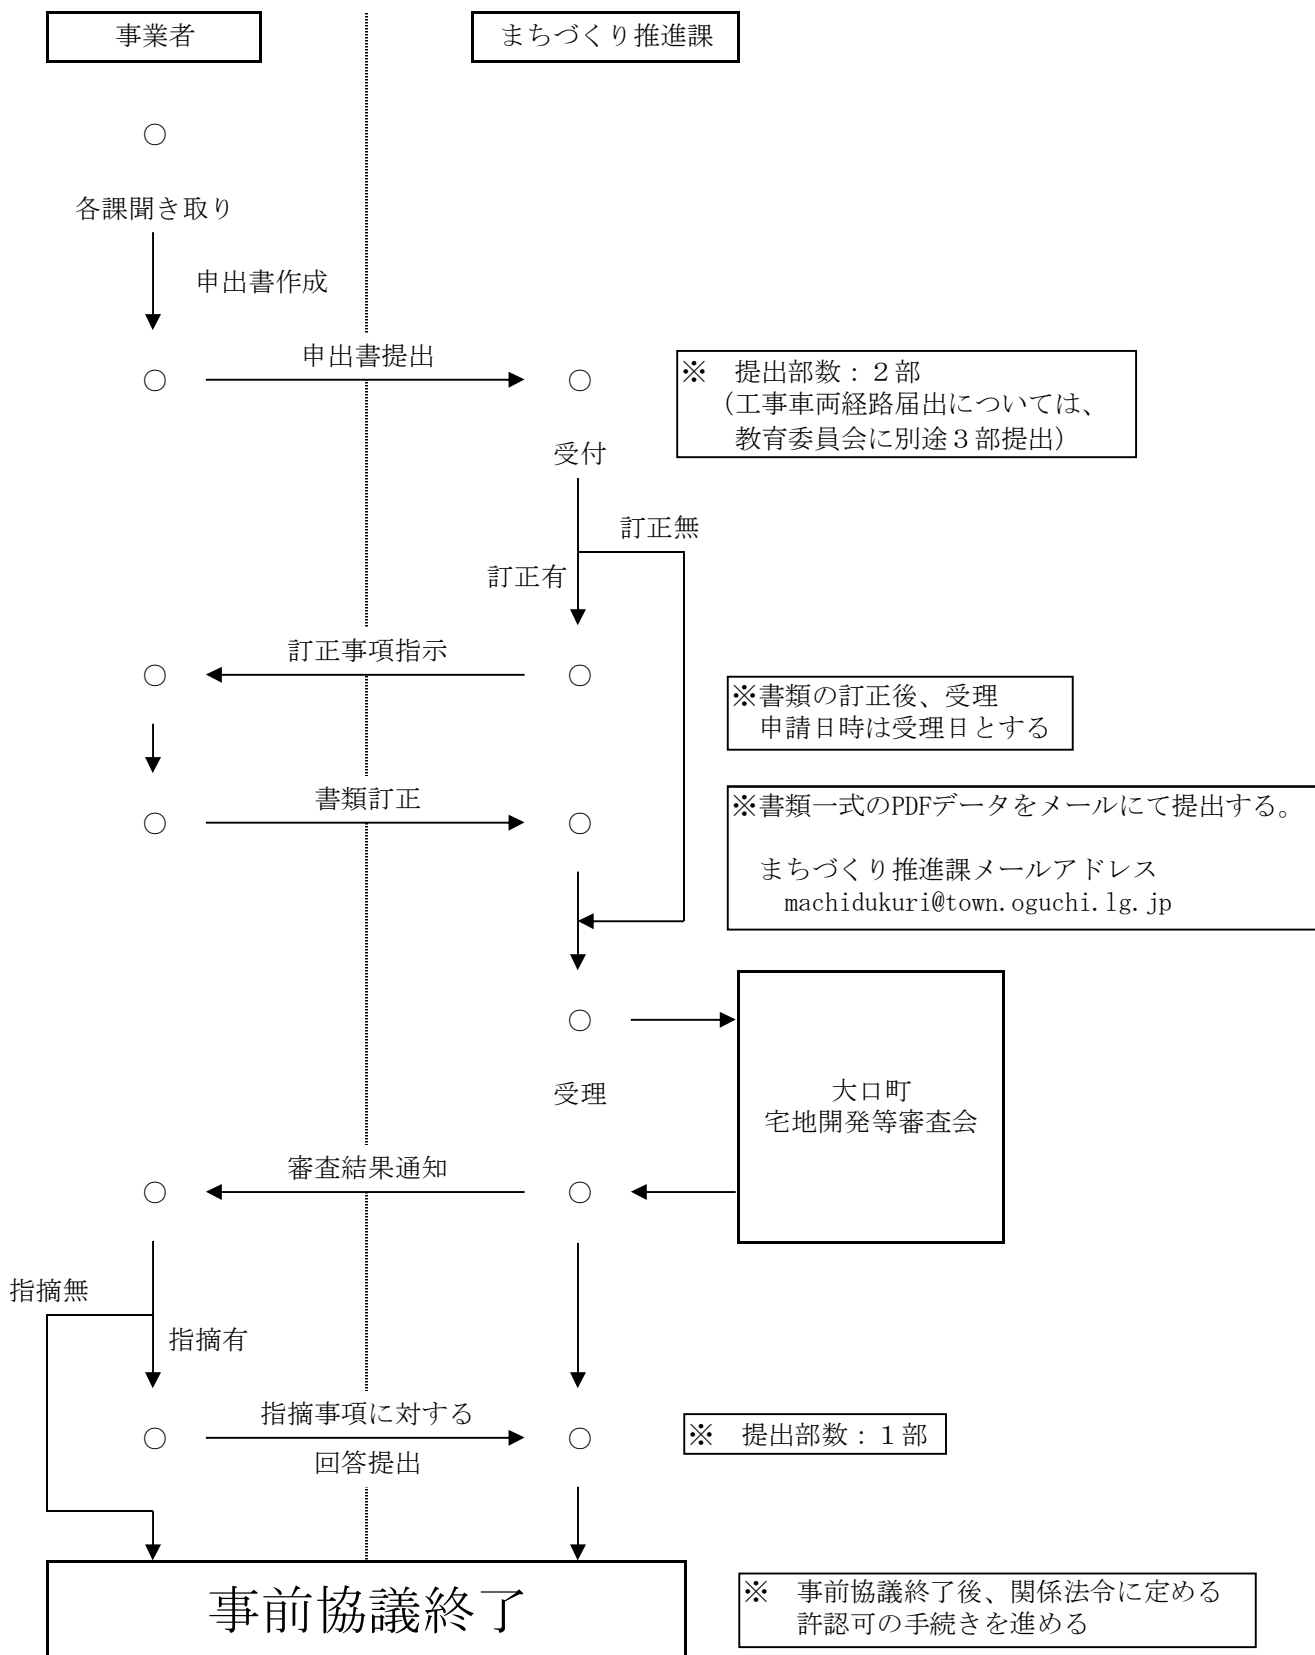 事業者
まちづくり推進課
○
各課聞き取り
申出書作成
申出書提出
○
○
※　提出部数：２部
（工事車両経路届出については、
教育委員会に別途３部提出）
受付
訂正無
訂正有
訂正事項指示
○
○
※書類の訂正後、受理
申請日時は受理日とする
書類訂正
○
○
※書類一式のPDFデータをメールにて提出する。
まちづくり推進課メールアドレス
machidukuri@town.oguchi.lg.jp
○
受理
大口町
宅地開発等審査会
審査結果通知
○
○
指摘無
指摘有
指摘事項に対する
○
○
回答提出
※　提出部数：１部
事前協議終了
※　事前協議終了後、関係法令に定める
許認可の手続きを進める